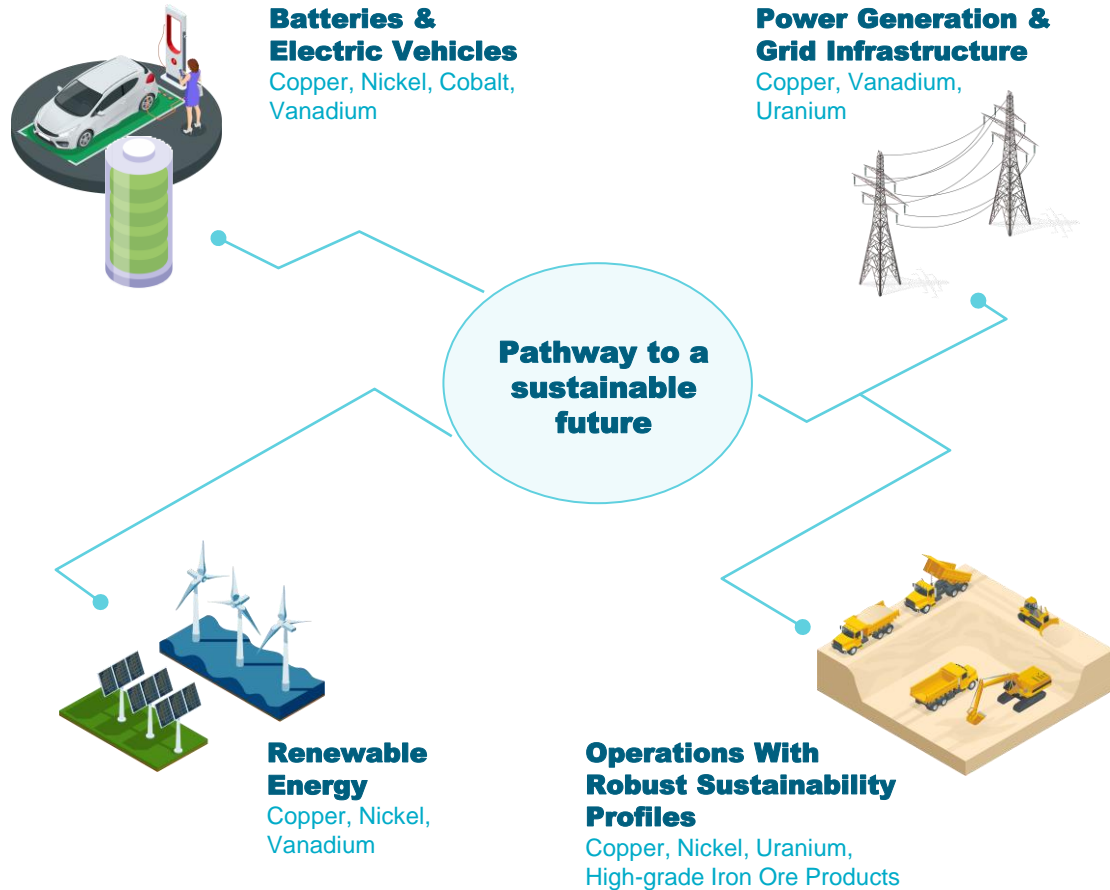 Batteries &
Electric Vehicles
Copper, Nickel, Cobalt,
Vanadium
Power Generation &
Grid Infrastructure
Copper, Vanadium,
Uranium
Pathway to a
sustainable
future
Renewable
Energy
Copper, Nickel,
Vanadium
Operations With
Robust Sustainability
Profiles
Copper, Nickel, Uranium,
High-grade Iron Ore Products